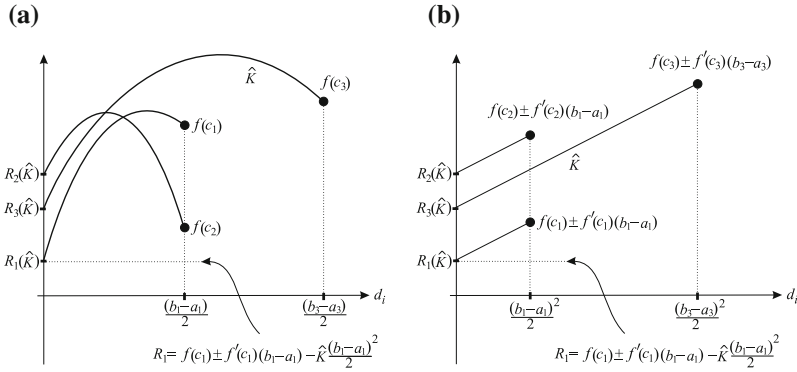 (a)
K̂
f(c₃)
f(c₁)
R₂(K̂)
R₃(K̂)
f(c₂)
R₁(K̂)
(b₁−a₁)/2
(b₃−a₃)/2
dᵢ
R₁= f(c₁)±f′(c₁)(b₁−a₁)−K̂(b₁−a₁)²/2
(b)
f(c₃)±f′(c₃)(b₃−a₃)
f(c₂)±f′(c₂)(b₁−a₁)
R₂(K̂)
K̂
R₃(K̂)
f(c₁)±f′(c₁)(b₁−a₁)
R₁(K̂)
(b₁−a₁)²/2
(b₃−a₃)²/2
dᵢ
R₁= f(c₁)±f′(c₁)(b₁−a₁)−K̂(b₁−a₁)²/2